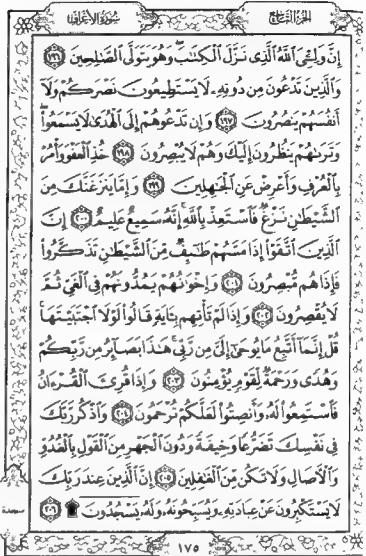 الجزء التاسع
سورة الأعراف
إِنَّ وَلِـِّۧيَ ٱللَّهُ ٱلَّذِي نَزَّلَ ٱلْكِتَٰبَ ۖ وَهُوَ يَتَوَلَّى ٱلصَّٰلِحِينَ ١٩٦
وَٱلَّذِينَ تَدْعُونَ مِن دُونِهِۦ لَا يَسْتَطِيعُونَ نَصْرَكُمْ وَلَآ
أَنفُسَهُمْ يَنصُرُونَ ١٩٧ وَإِن تَدْعُوهُمْ إِلَى ٱلْهُدَىٰ لَا يَسْمَعُوا۟ ۖ
وَتَرَىٰهُمْ يَنظُرُونَ إِلَيْكَ وَهُمْ لَا يُبْصِرُونَ ١٩٨ خُذِ ٱلْعَفْوَ وَأْمُرْ
بِٱلْعُرْفِ وَأَعْرِضْ عَنِ ٱلْجَٰهِلِينَ ١٩٩ وَإِمَّا يَنزَغَنَّكَ مِنَ
ٱلشَّيْطَٰنِ نَزْغٌ فَٱسْتَعِذْ بِٱللَّهِ ۚ إِنَّهُۥ سَمِيعٌ عَلِيمٌ ٢٠٠ إِنَّ
ٱلَّذِينَ ٱتَّقَوْا۟ إِذَا مَسَّهُمْ طَٰٓئِفٌ مِّنَ ٱلشَّيْطَٰنِ تَذَكَّرُوا۟
فَإِذَا هُم مُّبْصِرُونَ ٢٠١ وَإِخْوَٰنُهُمْ يَمُدُّونَهُمْ فِي ٱلْغَيِّ ثُمَّ
لَا يُقْصِرُونَ ٢٠٢ وَإِذَا لَمْ تَأْتِهِم بِـَٔايَةٍ قَالُوا۟ لَوْلَا ٱجْتَبَيْتَهَا ۚ
قُلْ إِنَّمَآ أَتَّبِعُ مَا يُوحَىٰٓ إِلَيَّ مِن رَّبِّي ۚ هَٰذَا بَصَآئِرُ مِن رَّبِّكُمْ
وَهُدًى وَرَحْمَةٌ لِّقَوْمٍ يُؤْمِنُونَ ٢٠٣ وَإِذَا قُرِئَ ٱلْقُرْءَانُ
فَٱسْتَمِعُوا۟ لَهُۥ وَأَنصِتُوا۟ لَعَلَّكُمْ تُرْحَمُونَ ٢٠٤ وَٱذْكُر رَّبَّكَ
فِي نَفْسِكَ تَضَرُّعًا وَخِيفَةً وَدُونَ ٱلْجَهْرِ مِنَ ٱلْقَوْلِ بِٱلْغُدُوِّ
وَٱلْءَاصَالِ وَلَا تَكُن مِّنَ ٱلْغَٰفِلِينَ ٢٠٥ إِنَّ ٱلَّذِينَ عِندَ رَبِّكَ
لَا يَسْتَكْبِرُونَ عَنْ عِبَادَتِهِۦ وَيُسَبِّحُونَهُۥ وَلَهُۥ يَسْجُدُونَ ۩ ٢٠٦
سجدة
١٧٥